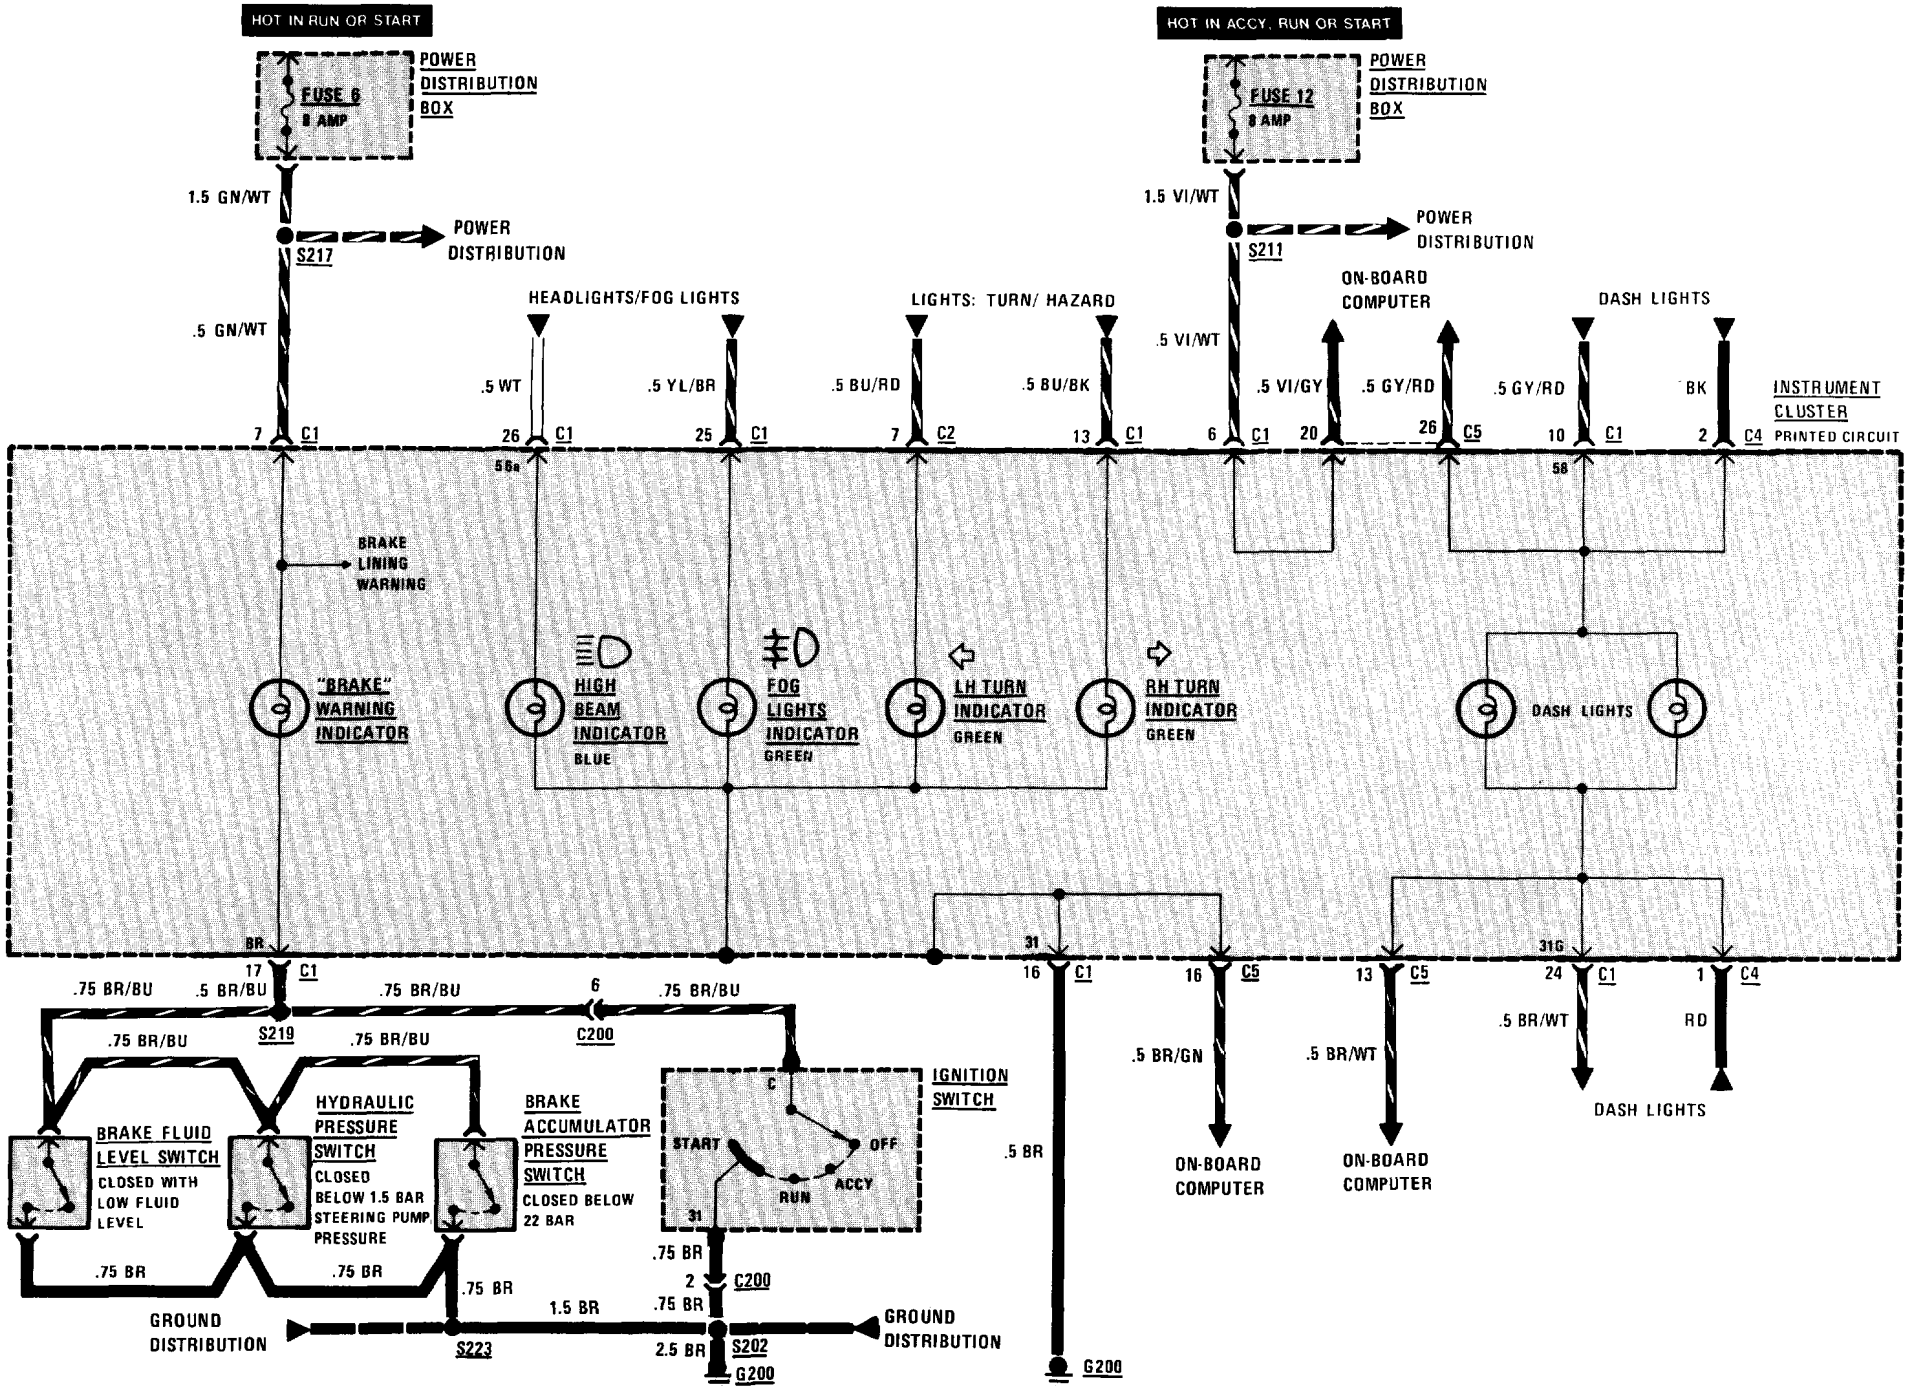 HOT IN RUN OR START
HOT IN ACCY, RUN OR START
FUSE 6
8 AMP
POWER
DISTRIBUTION
BOX
FUSE 12
8 AMP
POWER
DISTRIBUTION
BOX
1.5 GN/WT
POWER
DISTRIBUTION
S217
1.5 VI/WT
POWER
DISTRIBUTION
S211
.5 GN/WT
HEADLIGHTS/FOG LIGHTS
LIGHTS: TURN/ HAZARD
ON-BOARD
COMPUTER
DASH LIGHTS
.5 WT
.5 YL/BR
.5 BU/RD
.5 BU/BK
.5 VI/WT
.5 VI/GY
.5 GY/RD
.5 GY/RD
BK
INSTRUMENT
CLUSTER
PRINTED CIRCUIT
7 C1
26 C1
25 C1
7 C2
13 C1
6 C1
20
26 C5
10 C1
2 C4
56a
58
BRAKE
LINING
WARNING
"BRAKE"
WARNING
INDICATOR
HIGH
BEAM
INDICATOR
BLUE
FOG
LIGHTS
INDICATOR
GREEN
LH TURN
INDICATOR
GREEN
RH TURN
INDICATOR
GREEN
DASH LIGHTS
BR
31
31G
17 C1
16 C1
16 C5
13 C5
24 C1
1 C4
.75 BR/BU
.5 BR/BU
.75 BR/BU
6
.75 BR/BU
S219
C200
.75 BR/BU
.75 BR/BU
.5 BR/GN
.5 BR/WT
.5 BR/WT
RD
BRAKE FLUID
LEVEL SWITCH
CLOSED WITH
LOW FLUID
LEVEL
HYDRAULIC
PRESSURE
SWITCH
CLOSED
BELOW 1.5 BAR
STEERING PUMP
PRESSURE
BRAKE
ACCUMULATOR
PRESSURE
SWITCH
CLOSED BELOW
22 BAR
IGNITION
SWITCH
C
START
OFF
RUN
ACCY
31
.5 BR
ON-BOARD
COMPUTER
ON-BOARD
COMPUTER
DASH LIGHTS
.75 BR
.75 BR
.75 BR
.75 BR
2 C200
.75 BR
1.5 BR
GROUND
DISTRIBUTION
S223
2.5 BR
S202
G200
GROUND
DISTRIBUTION
G200